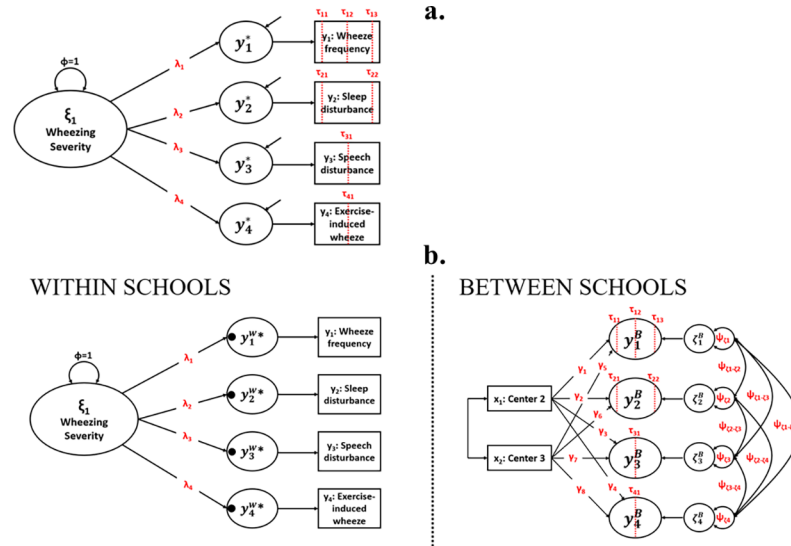 a.
τ11 τ12 τ13
ϕ=1
λ1
y1*
y1: Wheeze
frequency
τ21 τ22
ξ1
Wheezing
Severity
λ2
y2*
y2: Sleep
disturbance
τ31
λ3
y3*
y3: Speech
disturbance
τ41
λ4
y4*
y4: Exercise-
induced
wheeze
b.
WITHIN SCHOOLS
ϕ=1
λ1
y1w*
y1: Wheeze
frequency
ξ1
Wheezing
Severity
λ2
y2w*
y2: Sleep
disturbance
λ3
y3w*
y3: Speech
disturbance
λ4
y4w*
y4: Exercise-
induced
wheeze
BETWEEN SCHOOLS
τ11 τ12 τ13
y1B
ζ1B
ψζ1
γ1
γ5
ψζ1-ζ2
τ21 τ22
x1: Center 2
γ2
y2B
ζ2B
ψζ2
ψζ1-ζ3
γ6
ψζ2-ζ3
τ31
γ3
x2: Center 3
γ7
y3B
ζ3B
ψζ3
ψζ2-ζ4
ψζ3-ζ4
γ8
γ4
τ41
y4B
ζ4B
ψζ4